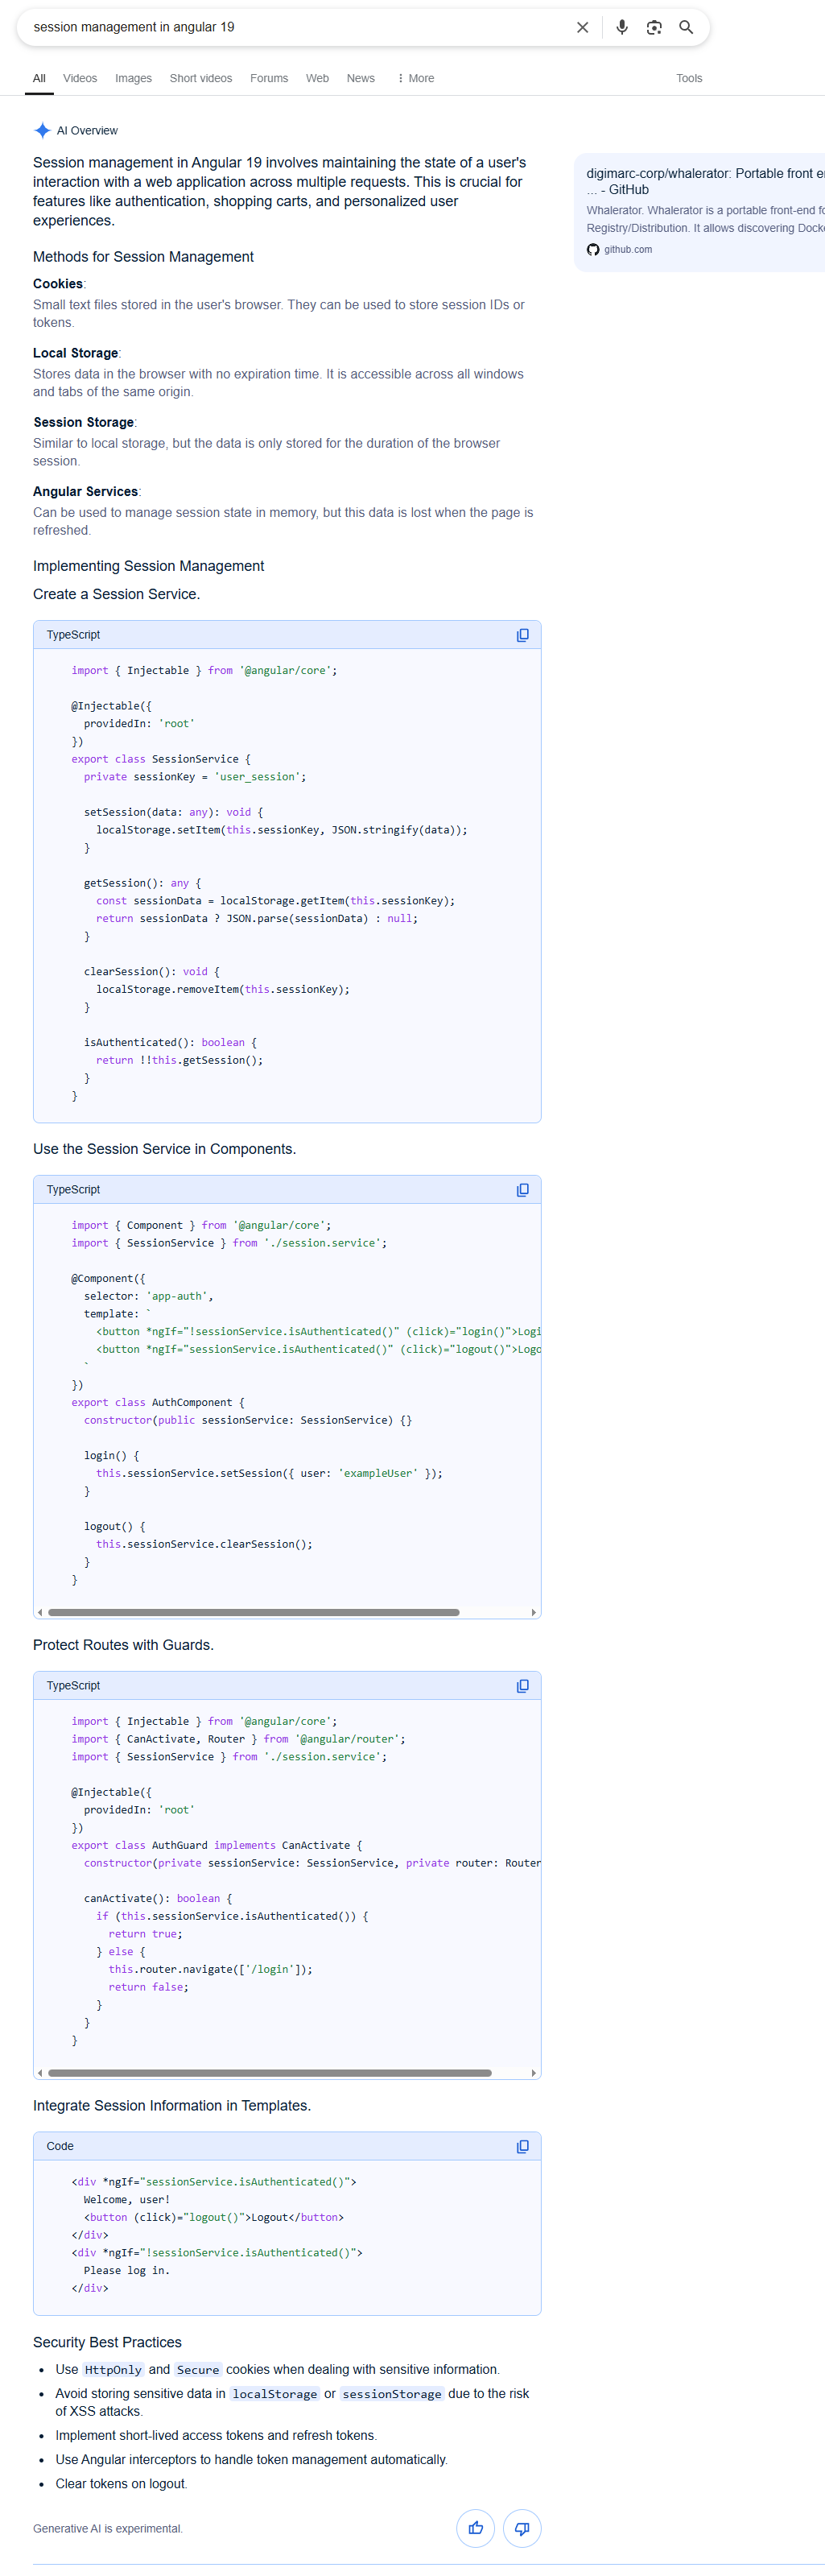 session management in angular 19
All Videos Images Short videos Forums Web News More Tools
AI Overview
Session management in Angular 19 involves maintaining the state of a user's
interaction with a web application across multiple requests. This is crucial for
features like authentication, shopping carts, and personalized user
experiences.
digimarc-corp/whalerator: Portable front e
... - GitHub
Whalerator. Whalerator is a portable front-end fo
Registry/Distribution. It allows discovering Docke
github.com
Methods for Session Management
Cookies:
Small text files stored in the user's browser. They can be used to store session IDs or
tokens.
Local Storage:
Stores data in the browser with no expiration time. It is accessible across all windows
and tabs of the same origin.
Session Storage:
Similar to local storage, but the data is only stored for the duration of the browser
session.
Angular Services:
Can be used to manage session state in memory, but this data is lost when the page is
refreshed.
Implementing Session Management
Create a Session Service.
TypeScript
import { Injectable } from '@angular/core';
@Injectable({
providedIn: 'root'
})
export class SessionService {
private sessionKey = 'user_session';
setSession(data: any): void {
localStorage.setItem(this.sessionKey, JSON.stringify(data));
}
getSession(): any {
const sessionData = localStorage.getItem(this.sessionKey);
return sessionData ? JSON.parse(sessionData) : null;
}
clearSession(): void {
localStorage.removeItem(this.sessionKey);
}
isAuthenticated(): boolean {
return !!this.getSession();
}
}
Use the Session Service in Components.
TypeScript
import { Component } from '@angular/core';
import { SessionService } from './session.service';
@Component({
selector: 'app-auth',
template: `
<button *ngIf="!sessionService.isAuthenticated()" (click)="login()">Logi
<button *ngIf="sessionService.isAuthenticated()" (click)="logout()">Logo
`
})
export class AuthComponent {
constructor(public sessionService: SessionService) {}
login() {
this.sessionService.setSession({ user: 'exampleUser' });
}
logout() {
this.sessionService.clearSession();
}
}
Protect Routes with Guards.
TypeScript
import { Injectable } from '@angular/core';
import { CanActivate, Router } from '@angular/router';
import { SessionService } from './session.service';
@Injectable({
providedIn: 'root'
})
export class AuthGuard implements CanActivate {
constructor(private sessionService: SessionService, private router: Router
canActivate(): boolean {
if (this.sessionService.isAuthenticated()) {
return true;
} else {
this.router.navigate(['/login']);
return false;
}
}
}
Integrate Session Information in Templates.
Code
<div *ngIf="sessionService.isAuthenticated()">
Welcome, user!
<button (click)="logout()">Logout</button>
</div>
<div *ngIf="!sessionService.isAuthenticated()">
Please log in.
</div>
Security Best Practices
• Use HttpOnly and Secure cookies when dealing with sensitive information.
• Avoid storing sensitive data in localStorage or sessionStorage due to the risk
of XSS attacks.
• Implement short-lived access tokens and refresh tokens.
• Use Angular interceptors to handle token management automatically.
• Clear tokens on logout.
Generative AI is experimental.